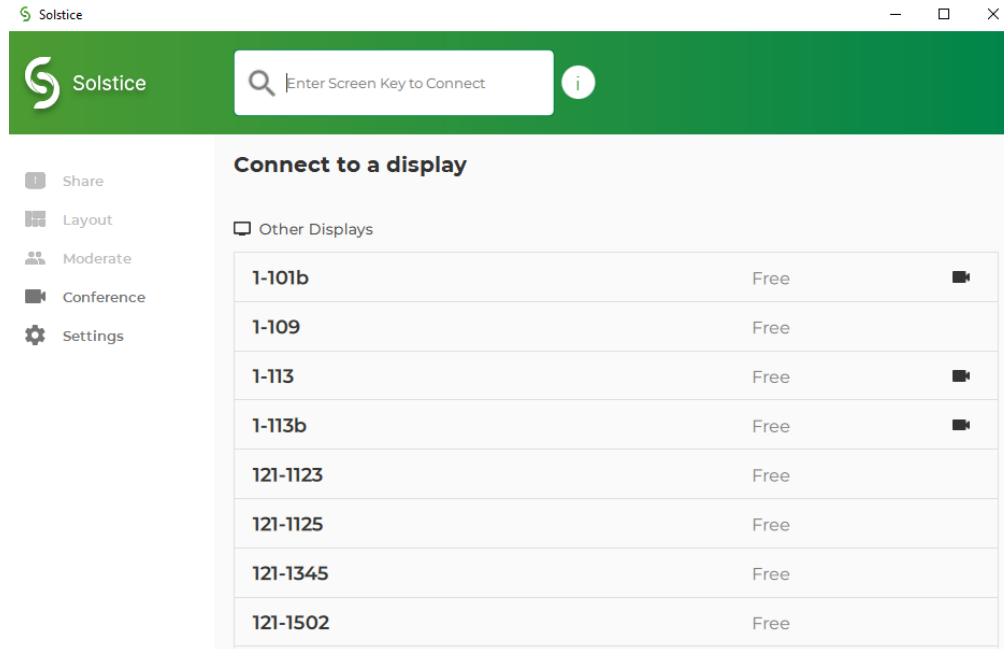 Solstice
Solstice
Enter Screen Key to Connect
i
Share
Layout
Moderate
Conference
Settings
Connect to a display
Other Displays
1-101b Free
1-109 Free
1-113 Free
1-113b Free
121-1123 Free
121-1125 Free
121-1345 Free
121-1502 Free